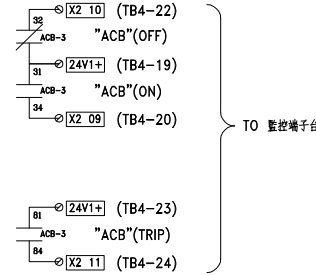 32 X2 10 (TB4-22)
ACB-3 "ACB"(OFF)
31 24V1+ (TB4-19)
ACB-3 "ACB"(ON)
34 X2 09 (TB4-20)
TO 監控端子台
81 24V1+ (TB4-23)
ACB-3 "ACB"(TRIP)
84 X2 11 (TB4-24)